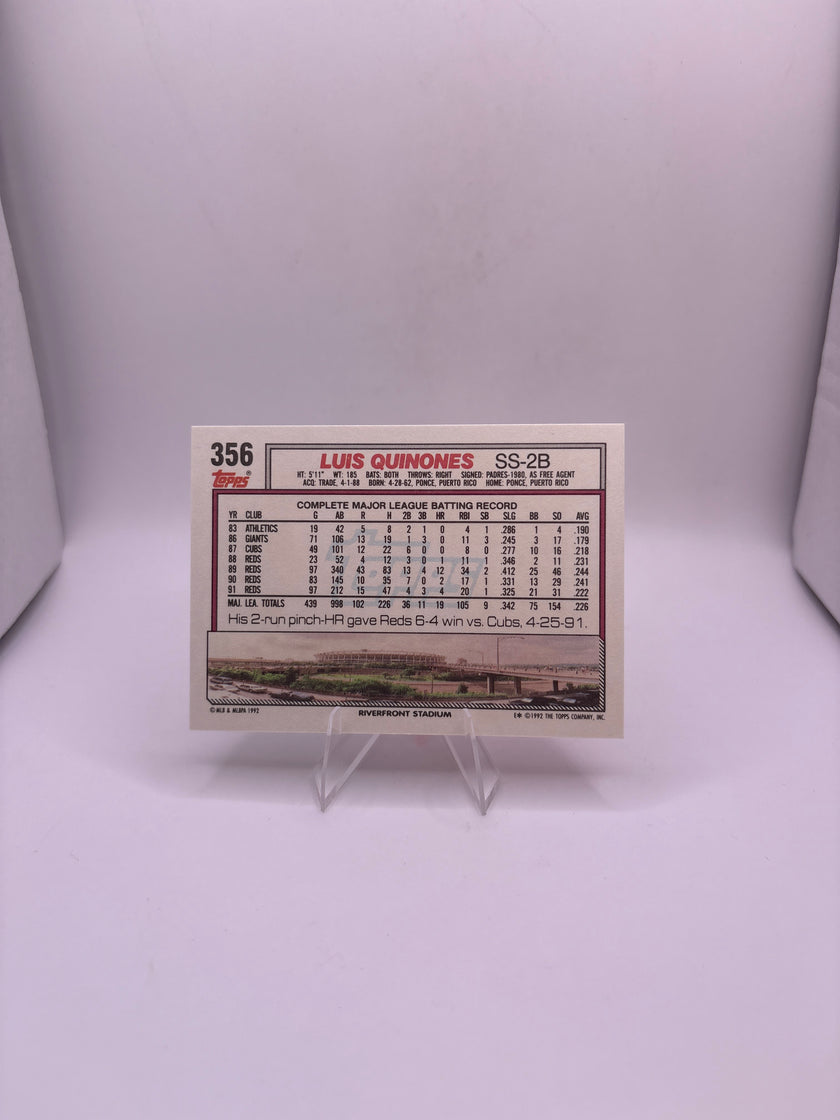 356 LUIS QUINONES SS-2B
Topps®
HT: 5'11" WT: 185 BATS: BOTH THROWS: RIGHT SIGNED: PADRES-1980, AS FREE AGENT
ACQ: TRADE, 4-1-88 BORN: 4-28-62, PONCE, PUERTO RICO HOME: PONCE, PUERTO RICO
COMPLETE MAJOR LEAGUE BATTING RECORD
YR CLUB G AB R H 2B 3B HR RBI SB SLG BB SO AVG
83 ATHLETICS 19 42 5 8 2 1 0 4 1 .286 1 4 .190
86 GIANTS 71 106 13 19 1 3 0 11 3 .245 3 17 .179
87 CUBS 49 101 12 22 6 0 0 8 0 .277 10 16 .218
88 REDS 23 52 4 12 3 0 1 11 1 .346 2 11 .231
89 REDS 97 340 43 83 13 4 12 34 2 .412 25 46 .244
90 REDS 83 145 10 35 7 0 2 17 1 .331 13 29 .241
91 REDS 97 212 15 47 4 3 4 20 1 .325 21 31 .222
MAJ. LEA. TOTALS 439 998 102 226 36 11 19 105 9 .342 75 154 .226
His 2-run pinch-HR gave Reds 6-4 win vs. Cubs, 4-25-91.
©MLB & MLBPA 1992 RIVERFRONT STADIUM E* ©1992 THE TOPPS COMPANY, INC.
Topps